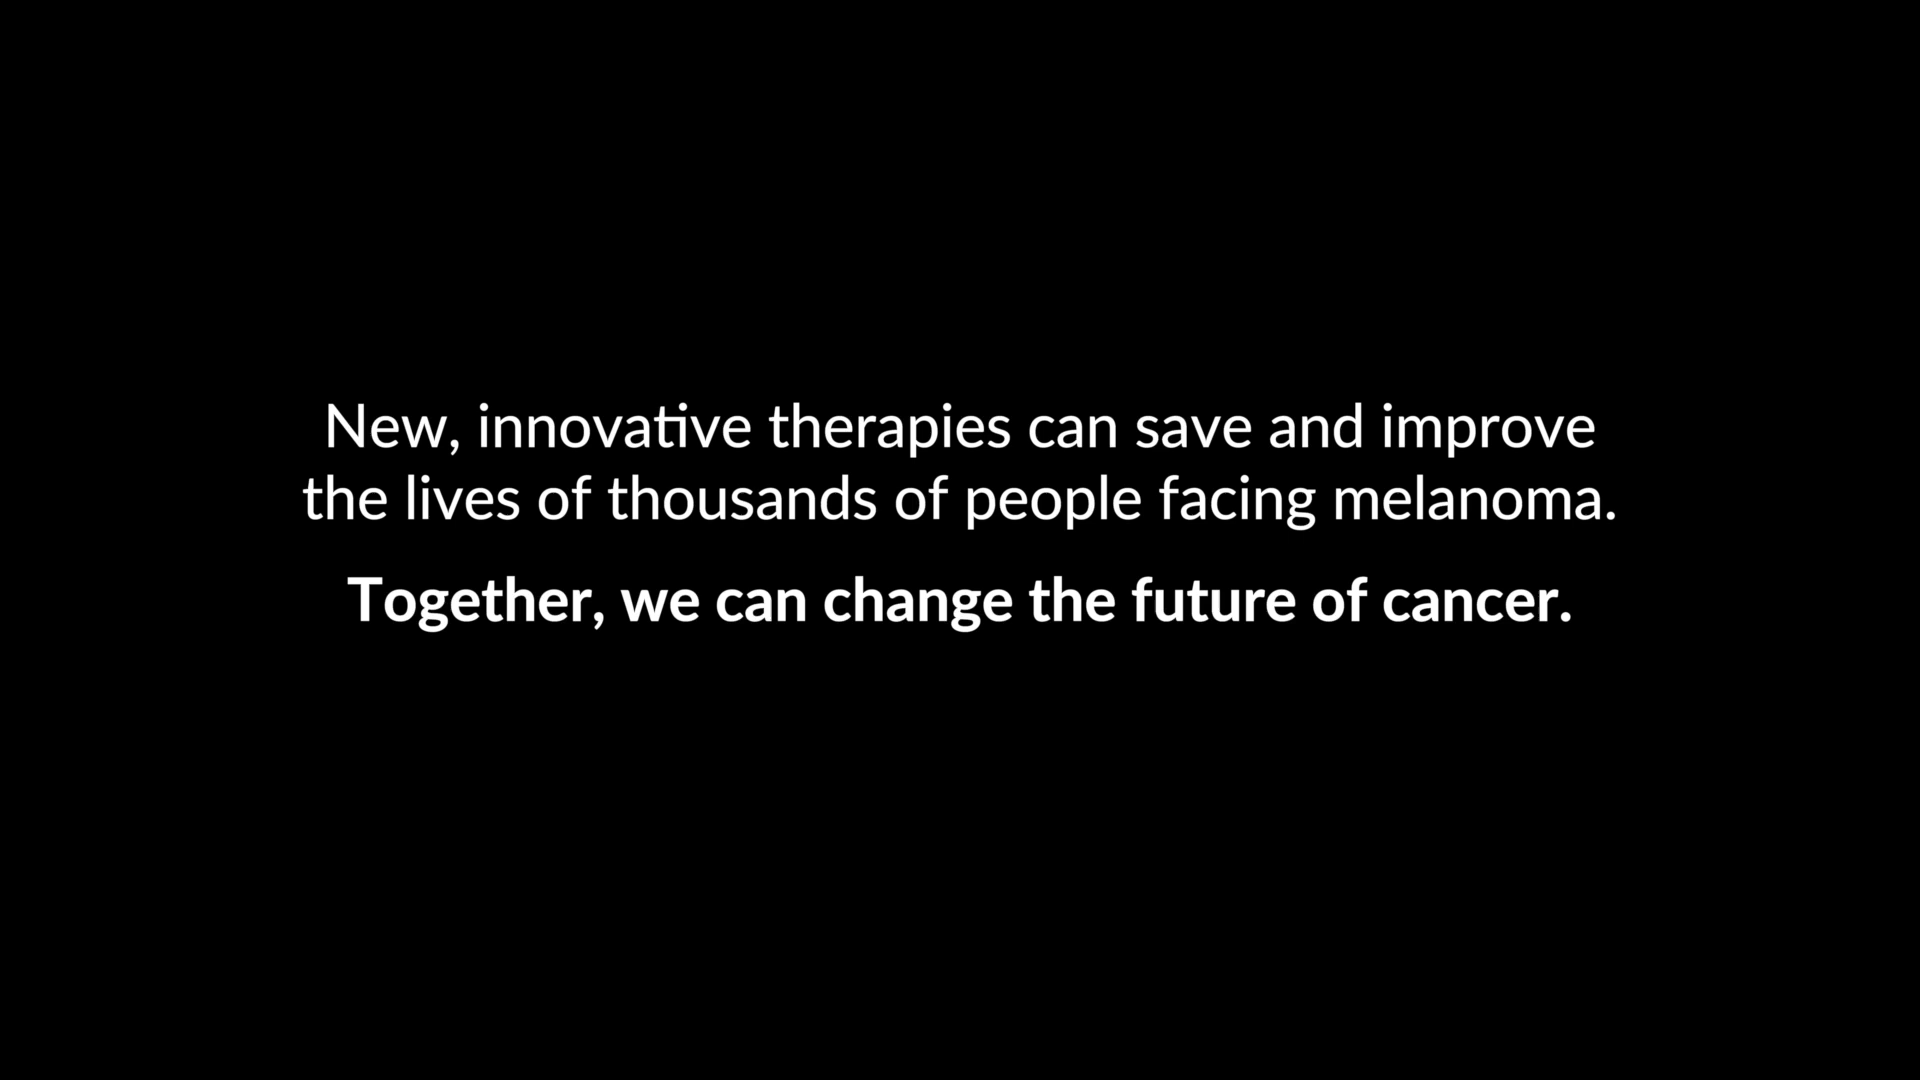 New, innovative therapies can save and improve
the lives of thousands of people facing melanoma.
Together, we can change the future of cancer.